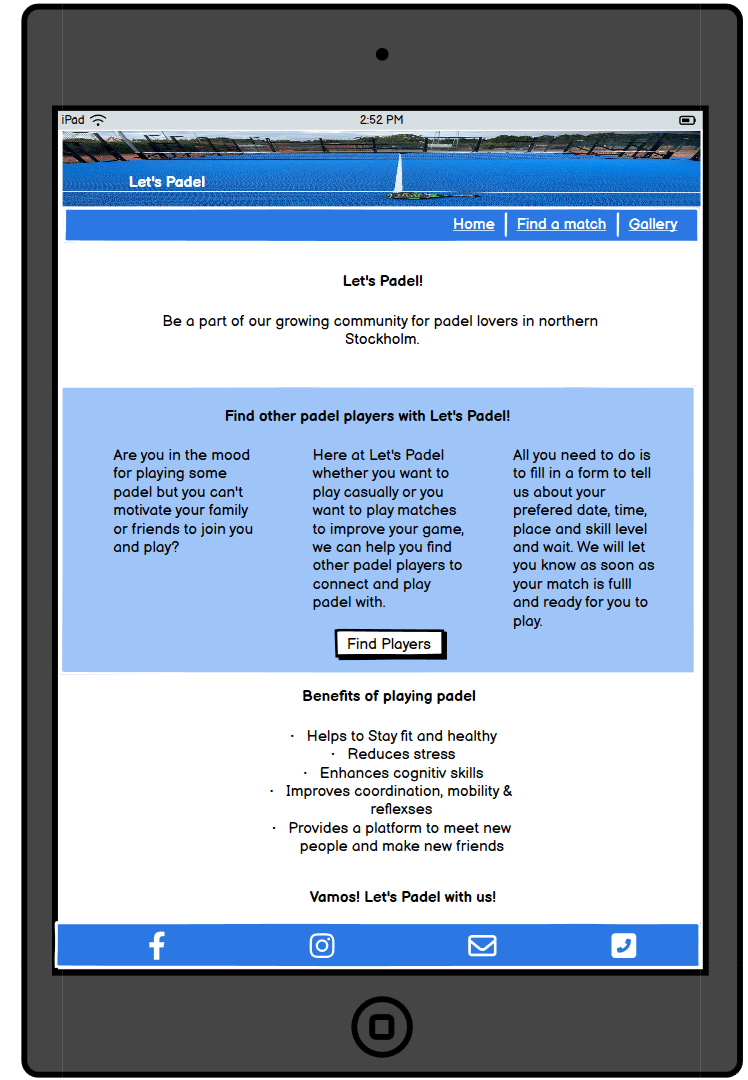 iPad 2:52 PM
Let's Padel
Home Find a match Gallery
Let's Padel!
Be a part of our growing community for padel lovers in northern
Stockholm.
Find other padel players with Let's Padel!
Are you in the mood
for playing some
padel but you can't
motivate your family
or friends to join you
and play?
Here at Let's Padel
whether you want to
play casually or you
want to play matches
to improve your game,
we can help you find
other padel players to
connect and play
padel with.
All you need to do is
to fill in a form to tell
us about your
prefered date, time,
place and skill level
and wait. We will let
you know as soon as
your match is fulll
and ready for you to
play.
Find Players
Benefits of playing padel
· Helps to Stay fit and healthy
· Reduces stress
· Enhances cognitiv skills
· Improves coordination, mobility &
reflexses
· Provides a platform to meet new
people and make new friends
Vamos! Let's Padel with us!